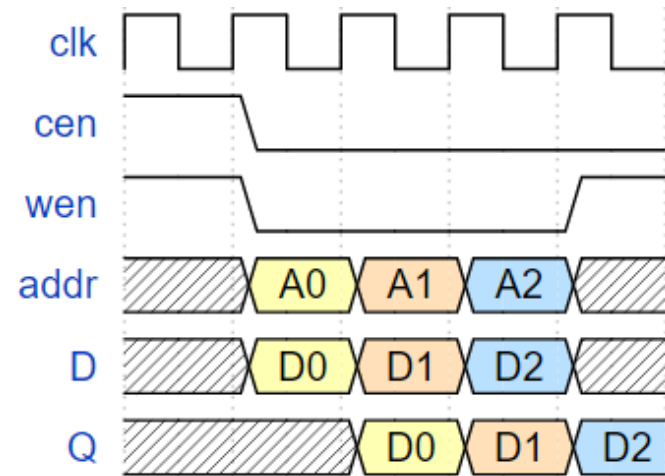 clk
cen
wen
addr A0 A1 A2
D D0 D1 D2
Q D0 D1 D2